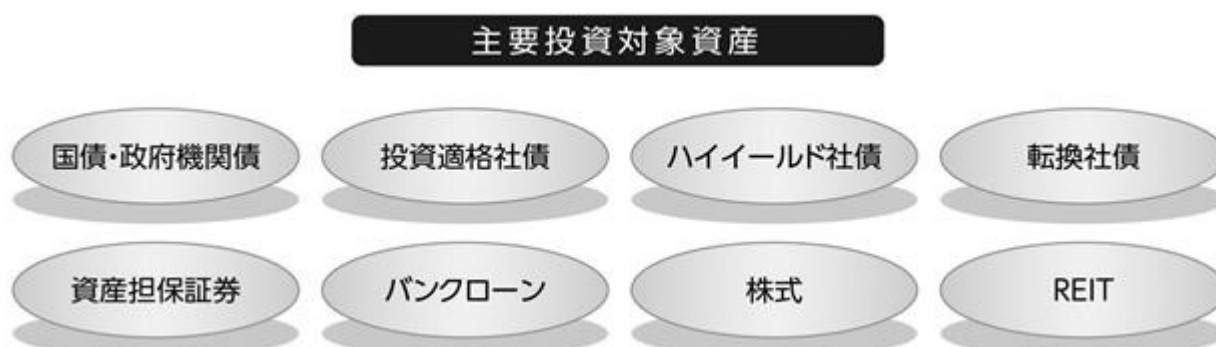 主要投資対象資産
国債・政府機関債
投資適格社債
ハイイールド社債
転換社債
資産担保証券
バンクローン
株式
REIT